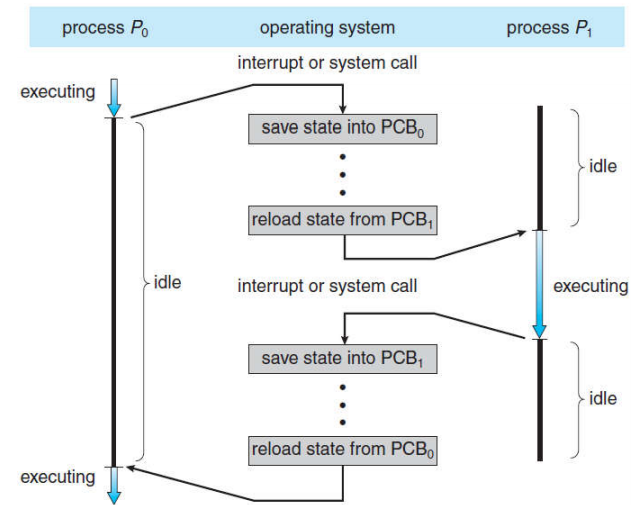 process P₀ operating system process P₁
interrupt or system call
executing
save state into PCB₀
idle
reload state from PCB₁
idle
interrupt or system call
executing
save state into PCB₁
idle
reload state from PCB₀
executing